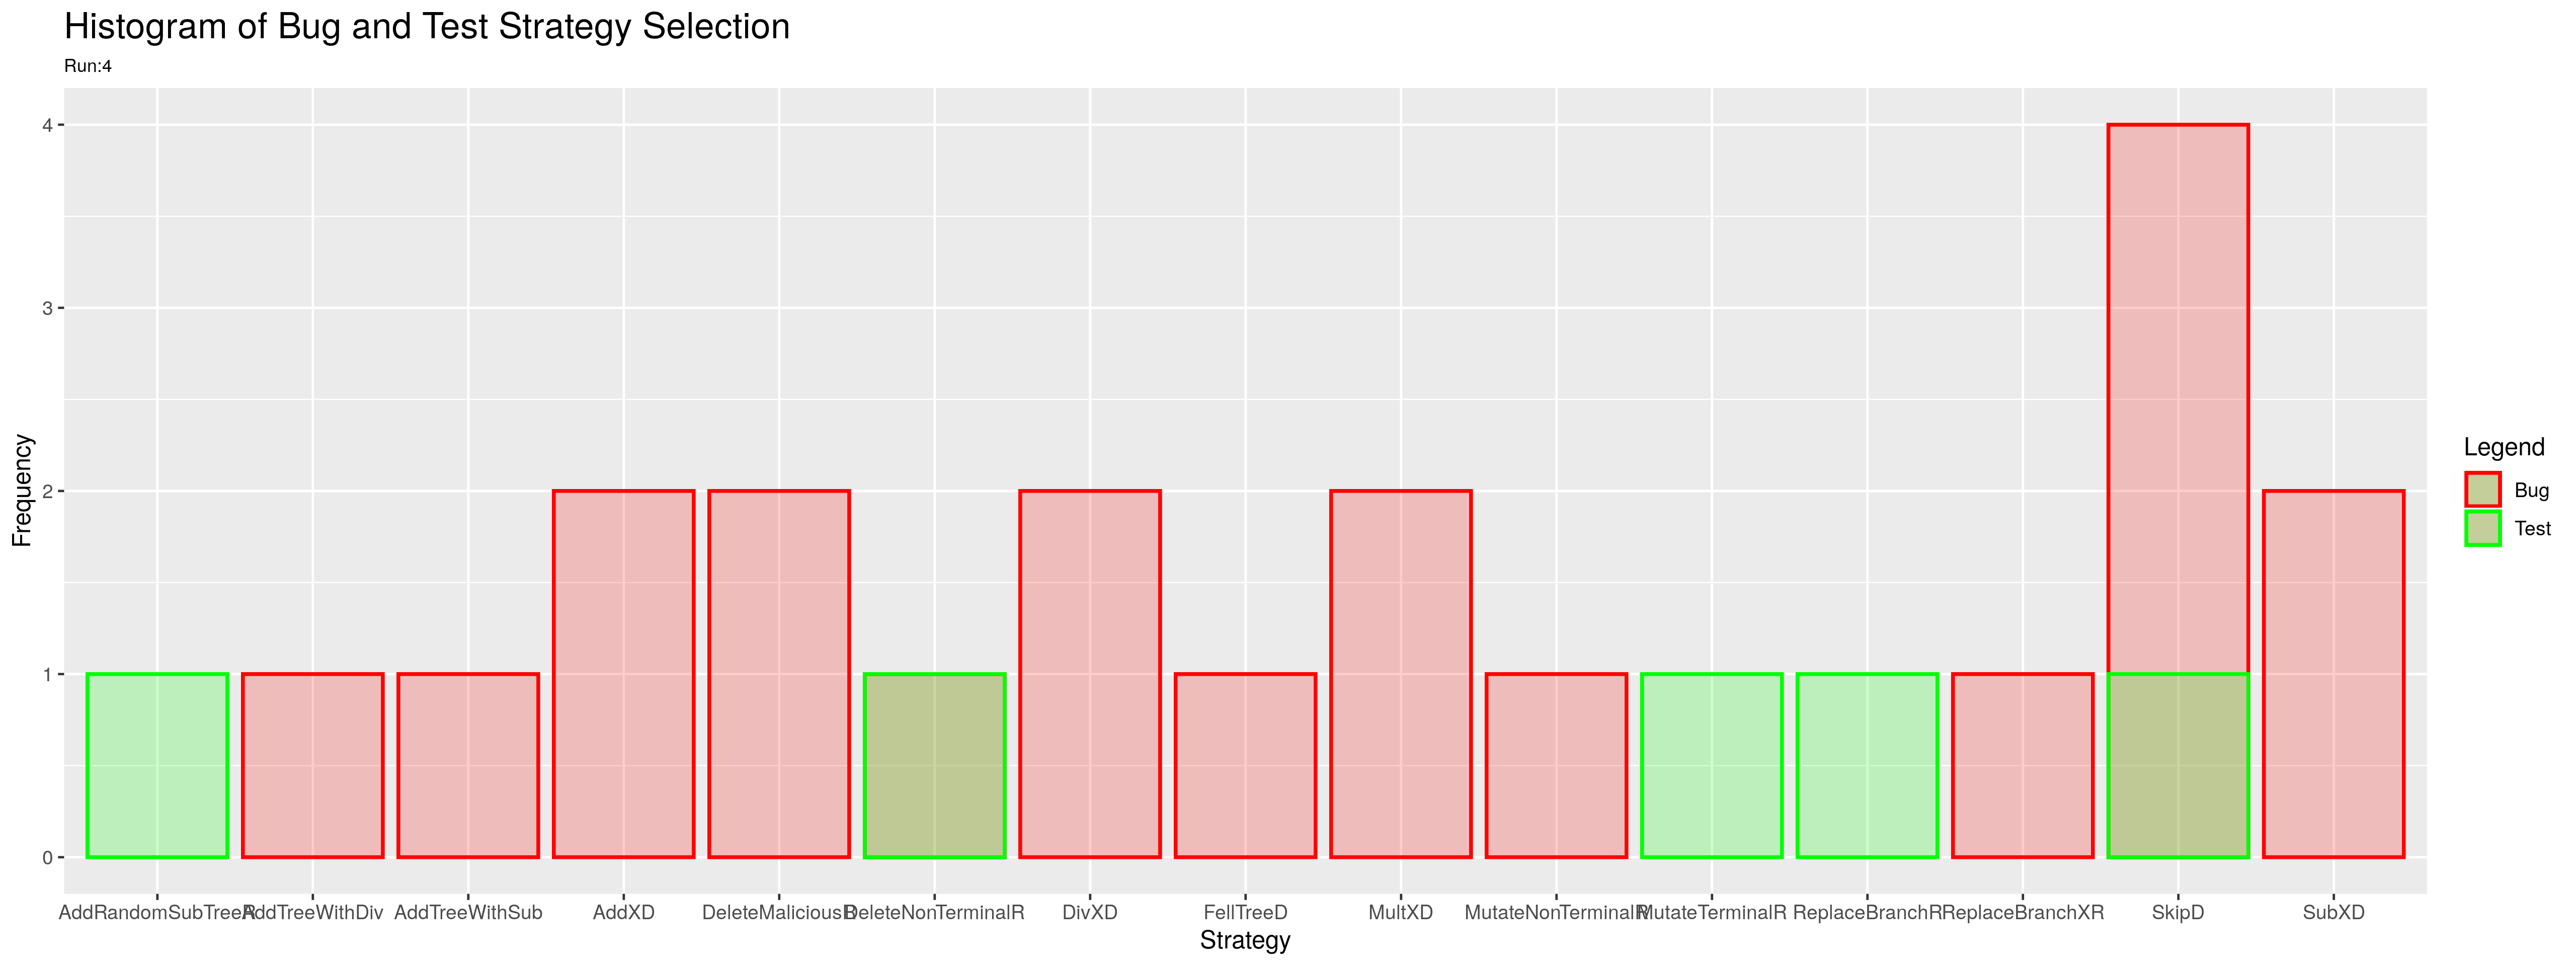 Histogram of Bug and Test Strategy Selection
Run:4
4
3
2
1
0
Frequency
AddRandomSubTreeR AddTreeWithDiv AddTreeWithSub AddXD DeleteMaliciousD DeleteNonTerminalR DivXD FellTreeD MultXD MutateNonTerminalR MutateTerminalR ReplaceBranchR ReplaceBranchXR SkipD SubXD
Strategy
Legend
Bug
Test